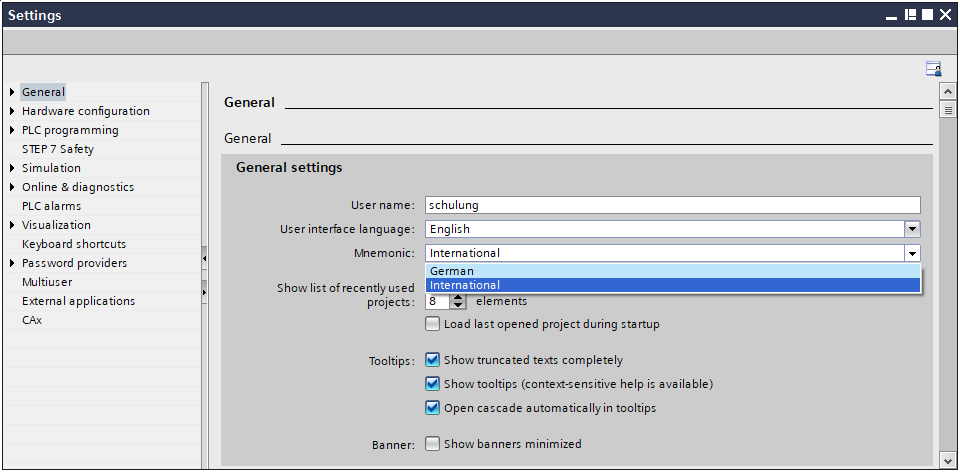 Settings
General
Hardware configuration
PLC programming
STEP 7 Safety
Simulation
Online & diagnostics
PLC alarms
Visualization
Keyboard shortcuts
Password providers
Multiuser
External applications
CAx
General
General
General settings
User name: schulung
User interface language: English
Mnemonic: International
German
International
Show list of recently used
projects: 8 elements
Load last opened project during startup
Tooltips: Show truncated texts completely
Show tooltips (context-sensitive help is available)
Open cascade automatically in tooltips
Banner: Show banners minimized